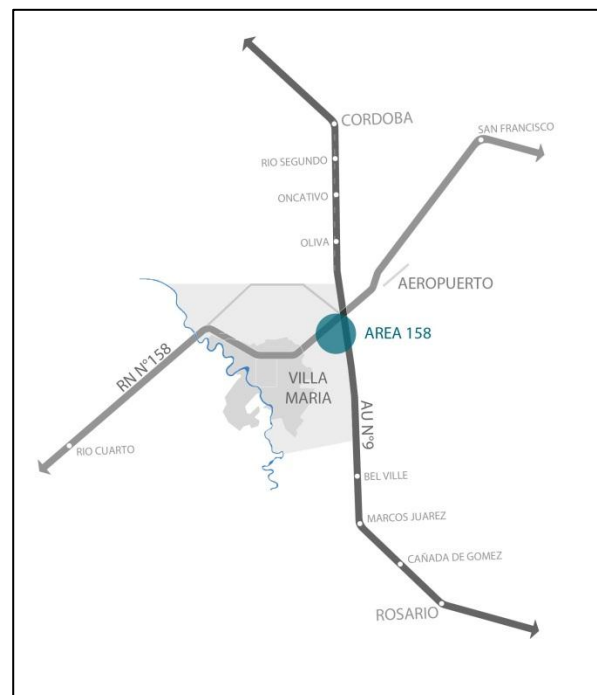 CORDOBA
SAN FRANCISCO
RIO SEGUNDO
ONCATIVO
OLIVA
AEROPUERTO
AREA 158
RN N°158
VILLA
MARIA
AU Nº9
RIO CUARTO
BEL VILLE
MARCOS JUAREZ
CAÑADA DE GOMEZ
ROSARIO